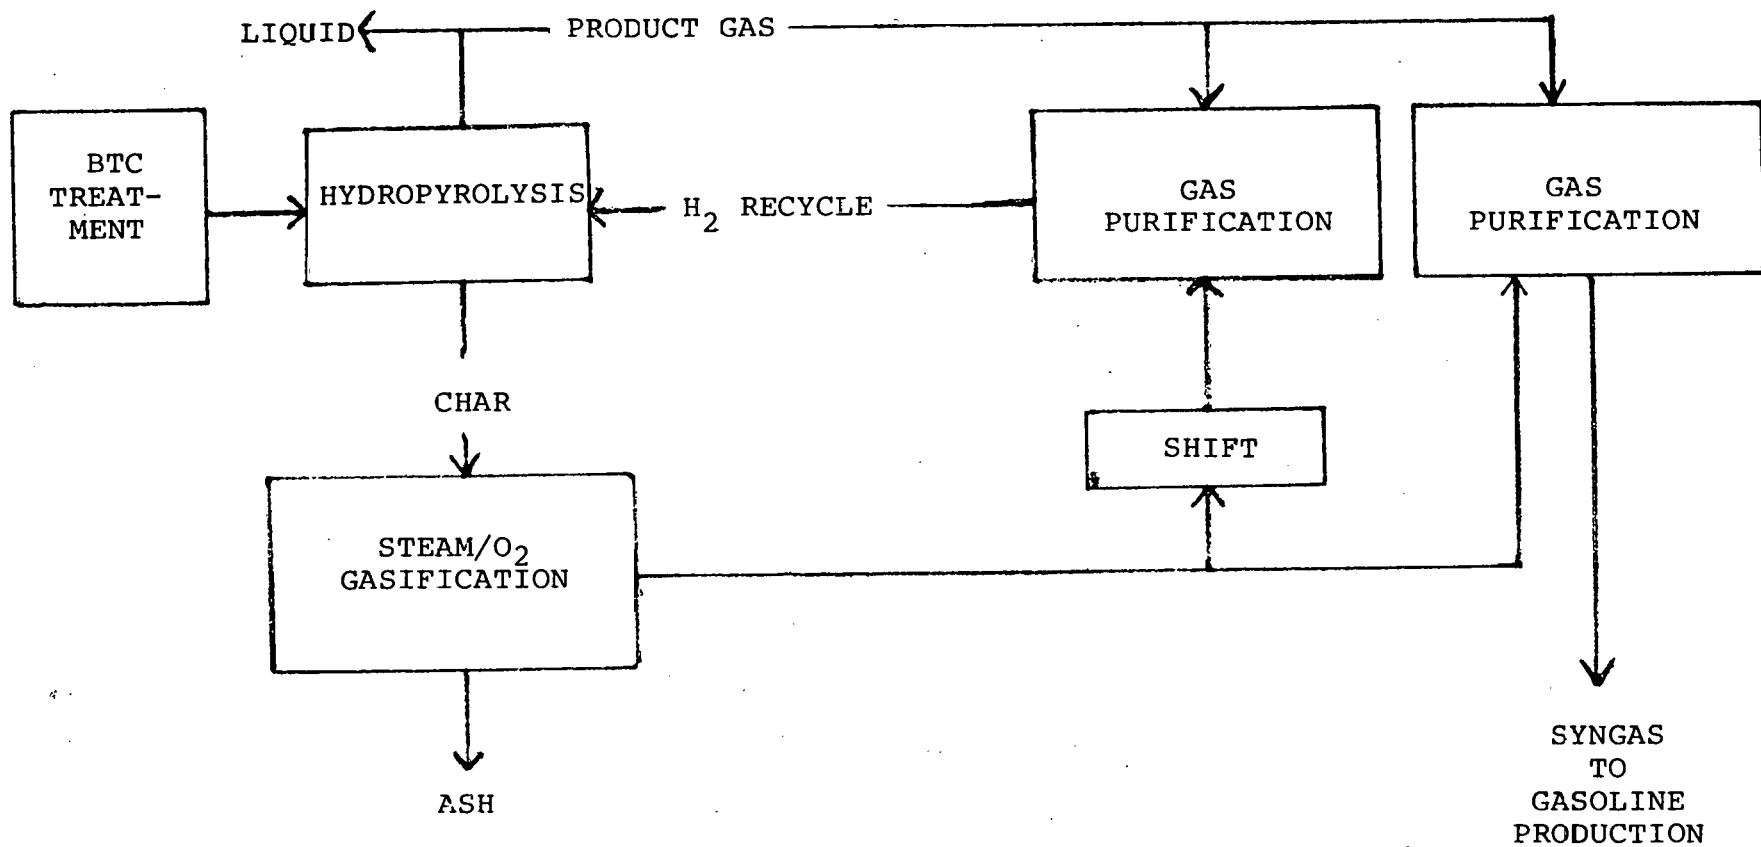 LIQUID
PRODUCT GAS
BTC
TREAT-
MENT
HYDROPYROLYSIS
H2 RECYCLE
GAS
PURIFICATION
GAS
PURIFICATION
CHAR
SHIFT
STEAM/O2
GASIFICATION
ASH
SYNGAS
TO
GASOLINE
PRODUCTION